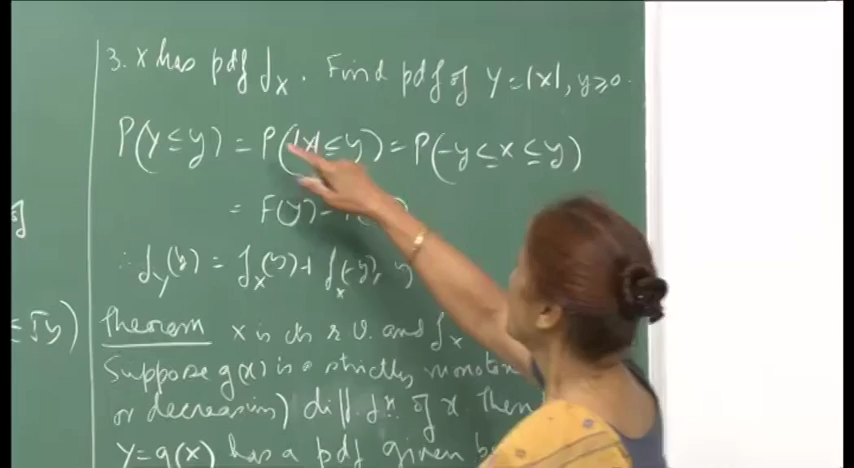 3. X has pdf f_X. Find pdf of Y = |X|, y ≥ 0.
P(Y ≤ y) = P(|X| ≤ y) = P(-y ≤ X ≤ y)
= F(y) -
∴ f_Y(y) = f_X(y) + f_X(-y), y
Theorem X is cts r.v. and f_X
Suppose g(x) is a strictly
or decreasing) diff. fn. of x. Then
Y = g(X) has a pdf given by
≤ √y)